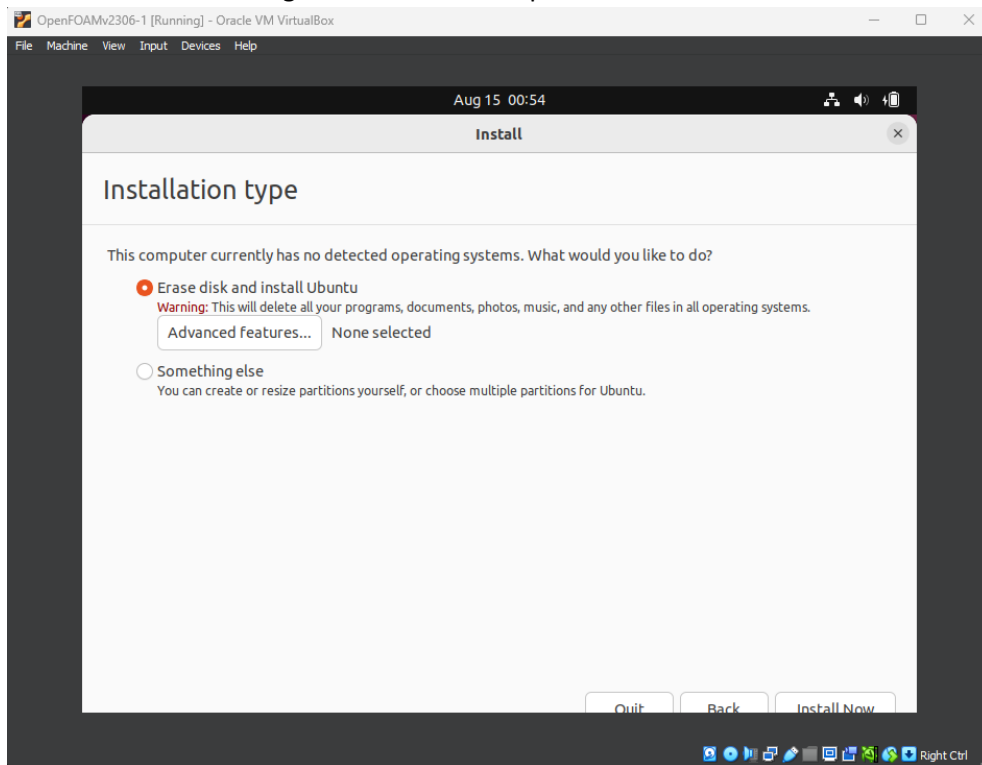 OpenFOAMv2306-1 [Running] - Oracle VM VirtualBox
File Machine View Input Devices Help
Aug 15 00:54
Install
Installation type
This computer currently has no detected operating systems. What would you like to do?
Erase disk and install Ubuntu
Warning: This will delete all your programs, documents, photos, music, and any other files in all operating systems.
Advanced features... None selected
Something else
You can create or resize partitions yourself, or choose multiple partitions for Ubuntu.
Quit Back Install Now
Right Ctrl